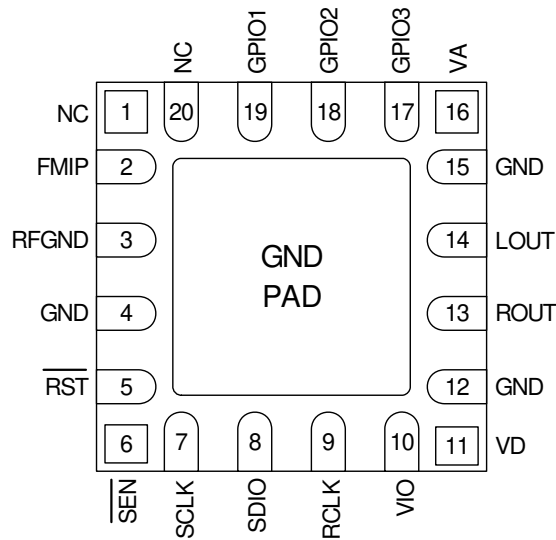 NC
GPIO1
GPIO2
GPIO3
VA
NC 1 20 19 18 17 16
FMIP 2 15 GND
RFGND 3 14 LOUT
GND
PAD
GND 4 13 ROUT
R̅S̅T̅ 5 12 GND
6 7 8 9 10 11 VD
S̅E̅N̅
SCLK
SDIO
RCLK
VIO